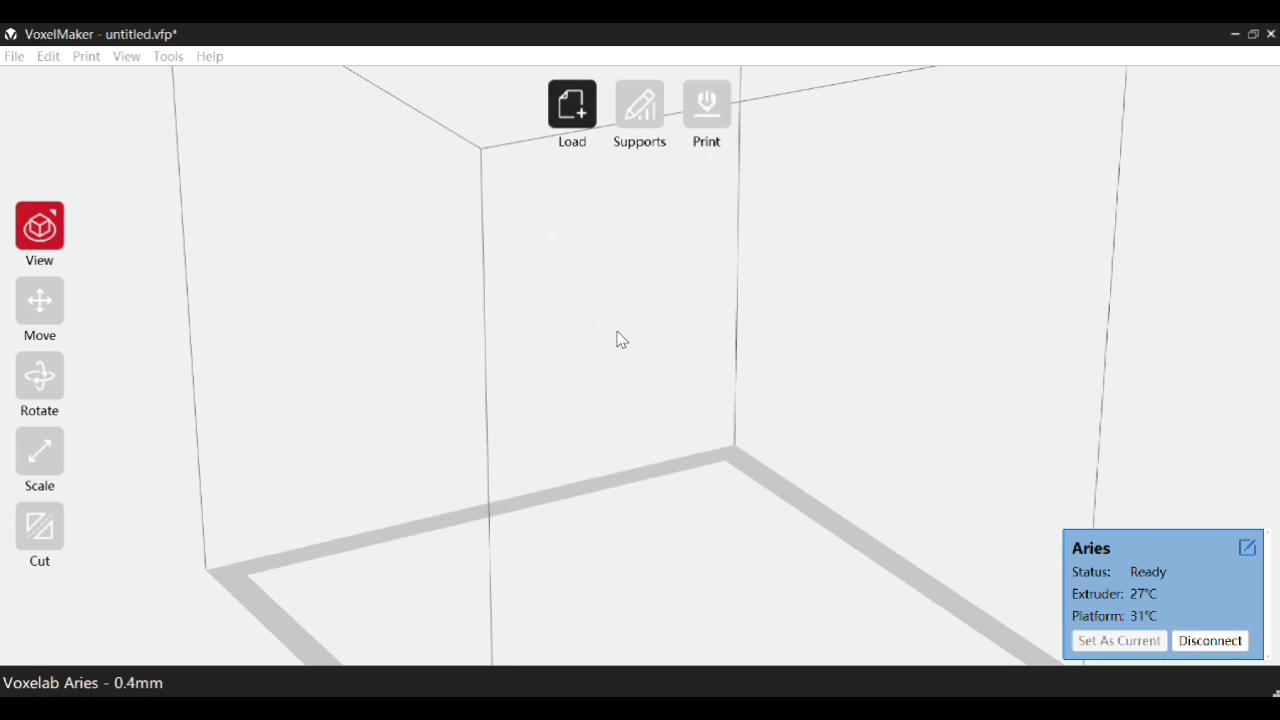 VoxelMaker - untitled.vfp*
File Edit Print View Tools Help
Load Supports Print
View
Move
Rotate
Scale
Cut
Aries
Status: Ready
Extruder: 27℃
Platform: 31℃
Set As Current Disconnect
Voxelab Aries - 0.4mm